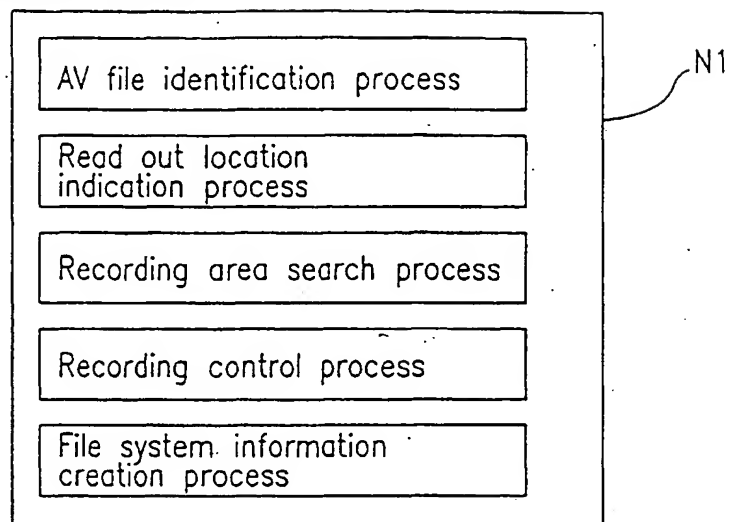 AV file identification process
N1
Read out location
indication process
Recording area search process
Recording control process
File system information
creation process